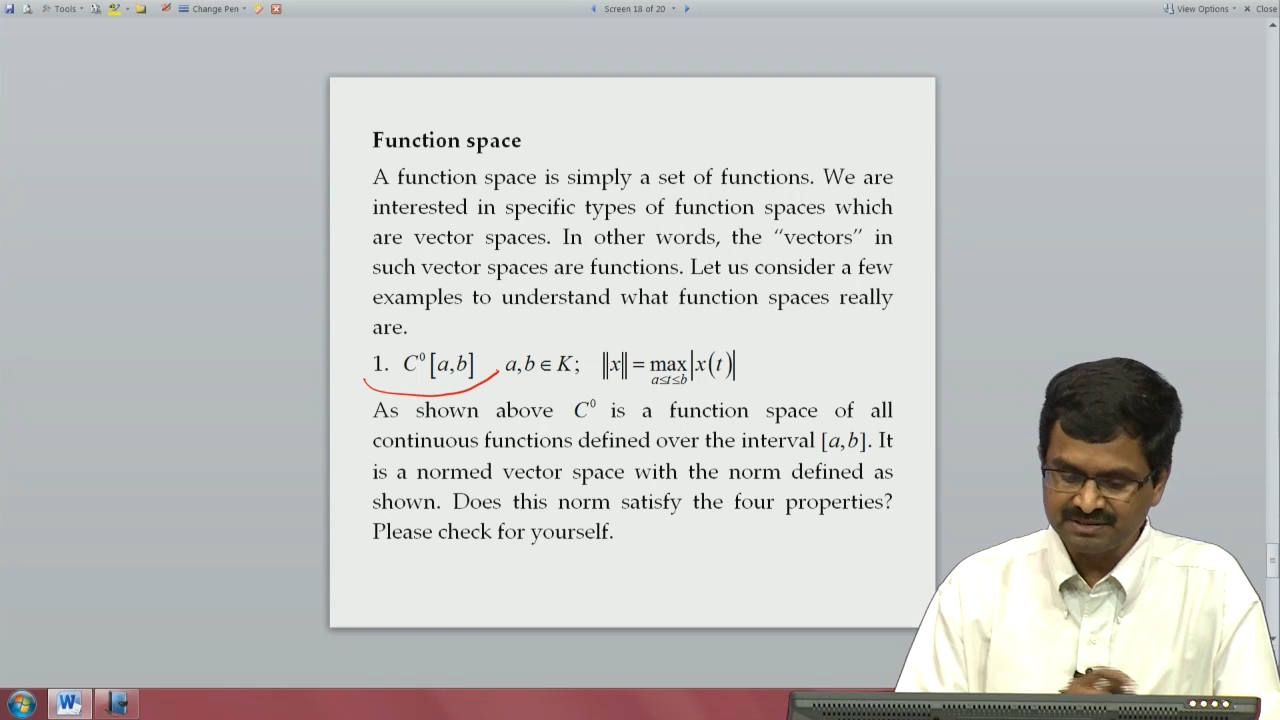 Tools Change Pen Screen 18 of 20 View Options Close
Function space
A function space is simply a set of functions. We are
interested in specific types of function spaces which
are vector spaces. In other words, the “vectors” in
such vector spaces are functions. Let us consider a few
examples to understand what function spaces really
are.
1. C⁰[a,b] a,b ∈ K; ‖x‖ = max a≤t≤b |x(t)|
As shown above C⁰ is a function space of all
continuous functions defined over the interval [a,b]. It
is a normed vector space with the norm defined as
shown. Does this norm satisfy the four properties?
Please check for yourself.